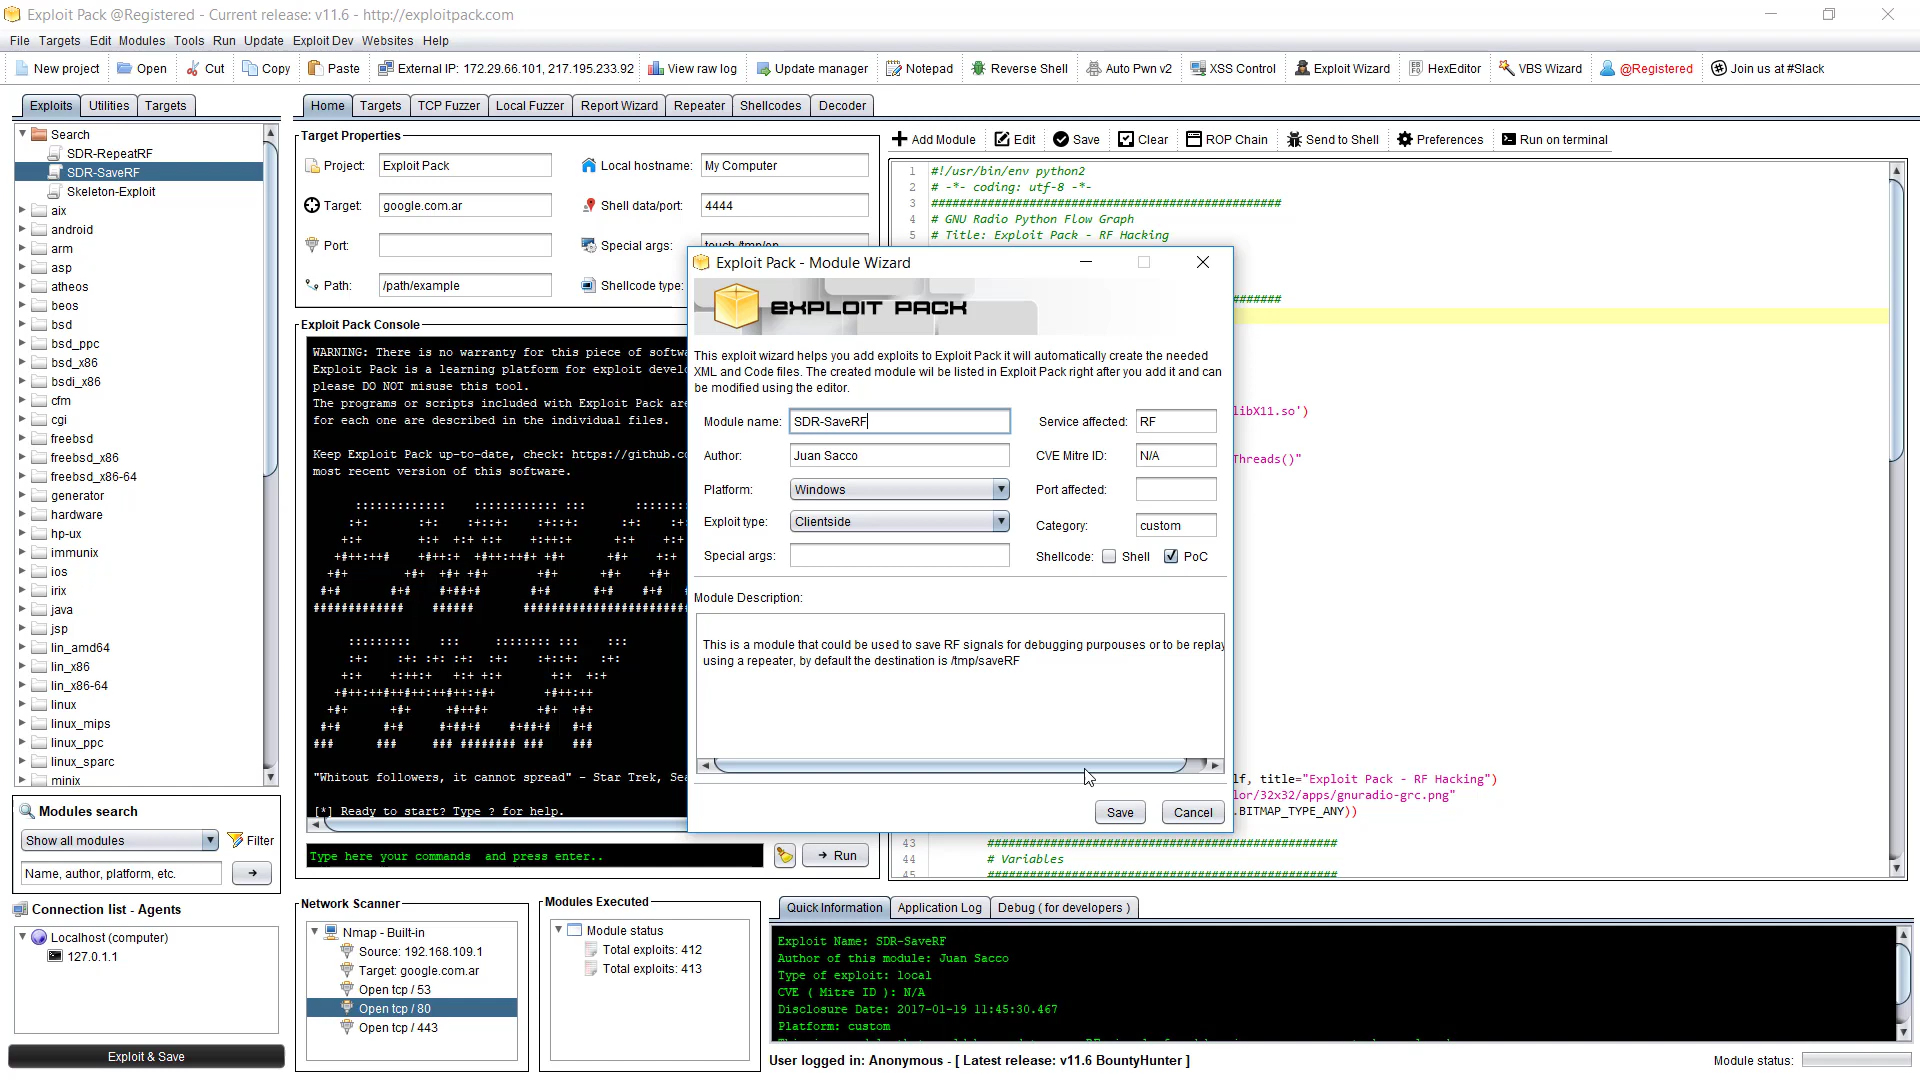 Exploit Pack @Registered - Current release: v11.6 - http://exploitpack.com
File Targets Edit Modules Tools Run Update Exploit Dev Websites Help
New project Open Cut Copy Paste External IP: 172.29.66.101, 217.195.233.92 View raw log Update manager Notepad Reverse Shell Auto Pwn v2 XSS Control Exploit Wizard HexEditor VBS Wizard @Registered Join us at #Slack
Exploits Utilities Targets
Search
SDR-RepeatRF
SDR-SaveRF
Skeleton-Exploit
aix
android
arm
asp
atheos
beos
bsd
bsd_ppc
bsd_x86
bsdi_x86
cfm
cgi
freebsd
freebsd_x86
freebsd_x86-64
generator
hardware
hp-ux
immunix
ios
irix
java
jsp
lin_amd64
lin_x86
lin_x86-64
linux
linux_mips
linux_ppc
linux_sparc
minix
Modules search
Show all modules Filter
Name, author, platform, etc.
Connection list - Agents
Localhost (computer)
127.0.1.1
Exploit & Save
Home Targets TCP Fuzzer Local Fuzzer Report Wizard Repeater Shellcodes Decoder
Target Properties
Project: Exploit Pack Local hostname: My Computer
Target: google.com.ar Shell data/port: 4444
Port: Special args:
Path: /path/example Shellcode type:
Exploit Pack Console
WARNING: There is no warranty for this piece of softwa
Exploit Pack is a learning platform for exploit develo
please DO NOT misuse this tool.
The programs or scripts included with Exploit Pack are
for each one are described in the individual files.
Keep Exploit Pack up-to-date, check: https://github.co
most recent version of this software.
"Whitout followers, it cannot spread" - Star Trek, Sea
[*] Ready to start? Type ? for help.
Type here your commands and press enter..
Run
Network Scanner
Nmap - Built-in
Source: 192.168.109.1
Target: google.com.ar
Open tcp / 53
Open tcp / 80
Open tcp / 443
Modules Executed
Module status
Total exploits: 412
Total exploits: 413
Add Module Edit Save Clear ROP Chain Send to Shell Preferences Run on terminal
1 #!/usr/bin/env python2
2 # -*- coding: utf-8 -*-
3 ##################################################
4 # GNU Radio Python Flow Graph
5 # Title: Exploit Pack - RF Hacking
#######
libX11.so')
Threads()"
lf, title="Exploit Pack - RF Hacking")
lor/32x32/apps/gnuradio-grc.png"
.BITMAP_TYPE_ANY))
43 ##################################################
44 # Variables
45 ##################################################
Exploit Pack - Module Wizard
EXPLOIT PACK
This exploit wizard helps you add exploits to Exploit Pack it will automatically create the needed
XML and Code files. The created module will be listed in Exploit Pack right after you add it and can
be modified using the editor.
Module name: SDR-SaveRF Service affected: RF
Author: Juan Sacco CVE Mitre ID: N/A
Platform: Windows Port affected:
Exploit type: Clientside Category: custom
Special args: Shellcode: Shell PoC
Module Description:
This is a module that could be used to save RF signals for debugging purpouses or to be replay
using a repeater, by default the destination is /tmp/saveRF
Save Cancel
Quick Information Application Log Debug ( for developers )
Exploit Name: SDR-SaveRF
Author of this module: Juan Sacco
Type of exploit: local
CVE ( Mitre ID ): N/A
Disclosure Date: 2017-01-19 11:45:30.467
Platform: custom
User logged in: Anonymous - [ Latest release: v11.6 BountyHunter ]
Module status: